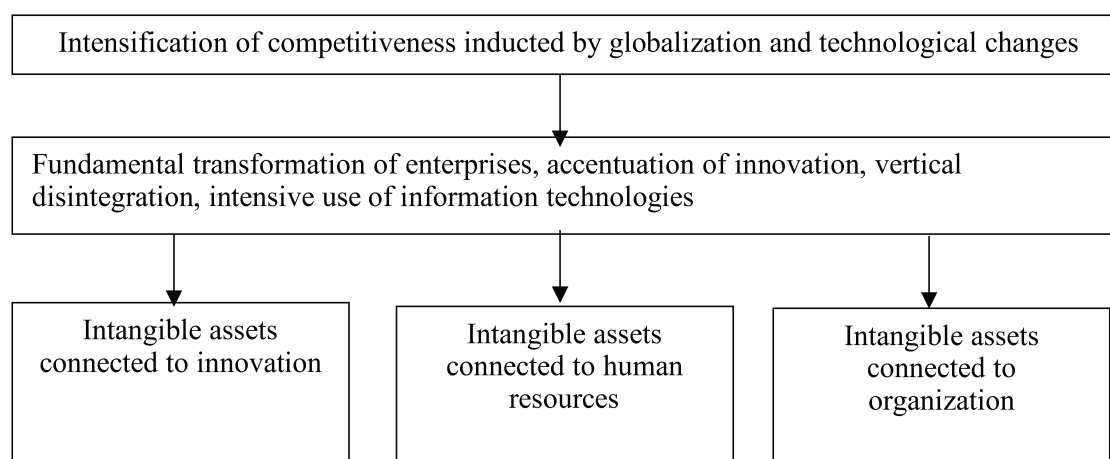 Intensification of competitiveness inducted by globalization and technological changes
Fundamental transformation of enterprises, accentuation of innovation, vertical
disintegration, intensive use of information technologies
Intangible assets
connected to innovation
Intangible assets
connected to human
resources
Intangible assets
connected to
organization